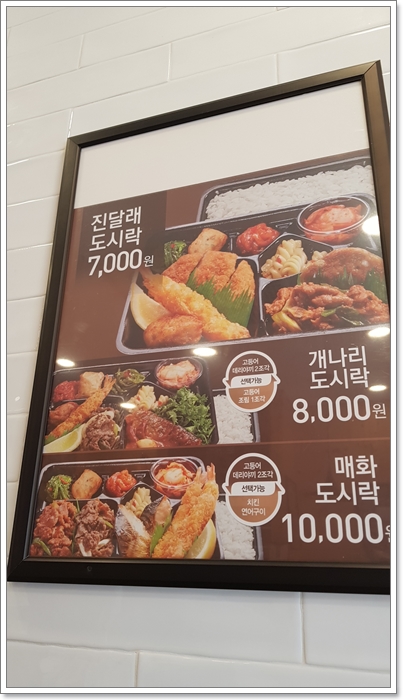 진달래
도시락
7,000원
고등어
데리야끼 2조각
선택가능
고등어
조림 1조각
개나리
도시락
8,000원
고등어
데리야끼 2조각
선택가능
치킨
연어구이
매화
도시락
10,000원